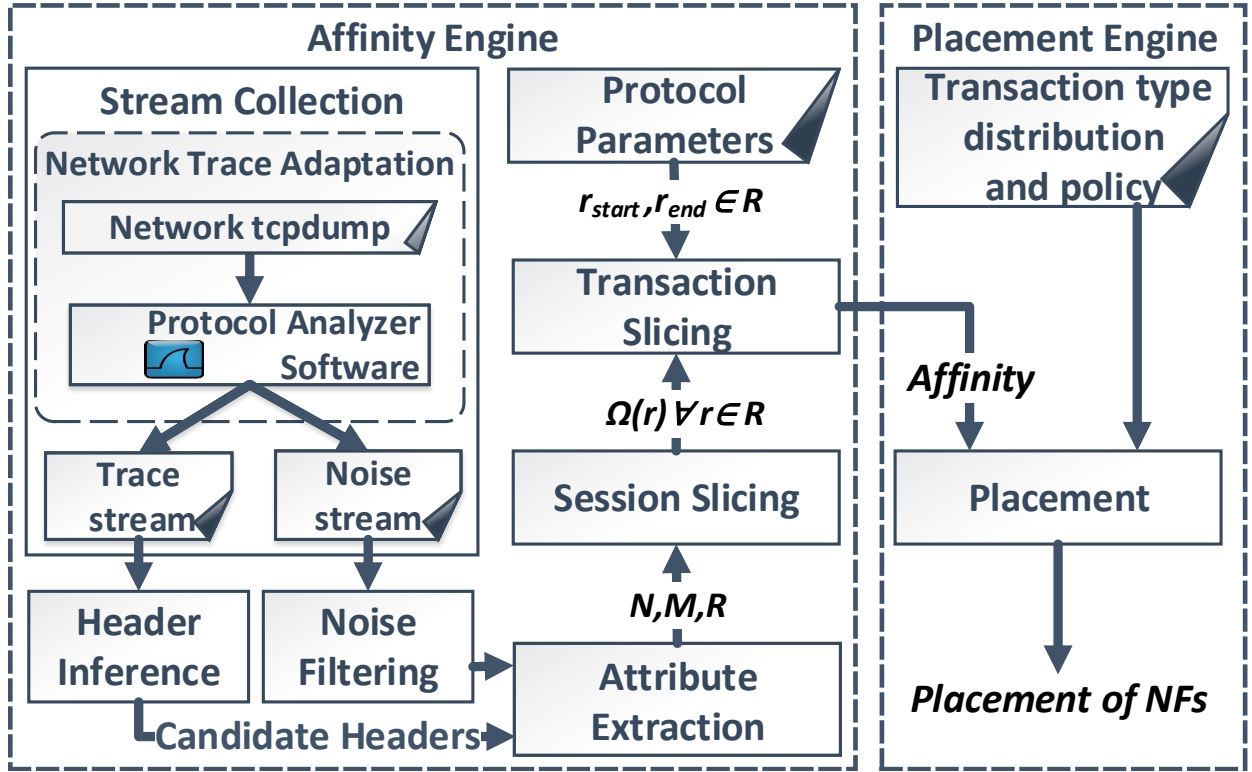 Affinity Engine
Stream Collection
Network Trace Adaptation
Network tcpdump
Protocol Analyzer
Software
Trace
stream
Noise
stream
Header
Inference
Noise
Filtering
Candidate Headers
Protocol
Parameters
r_start,r_end ∈ R
Transaction
Slicing
Ω(r) ∀ r ∈ R
Session Slicing
N,M,R
Attribute
Extraction
Placement Engine
Transaction type
distribution
and policy
Affinity
Placement
Placement of NFs